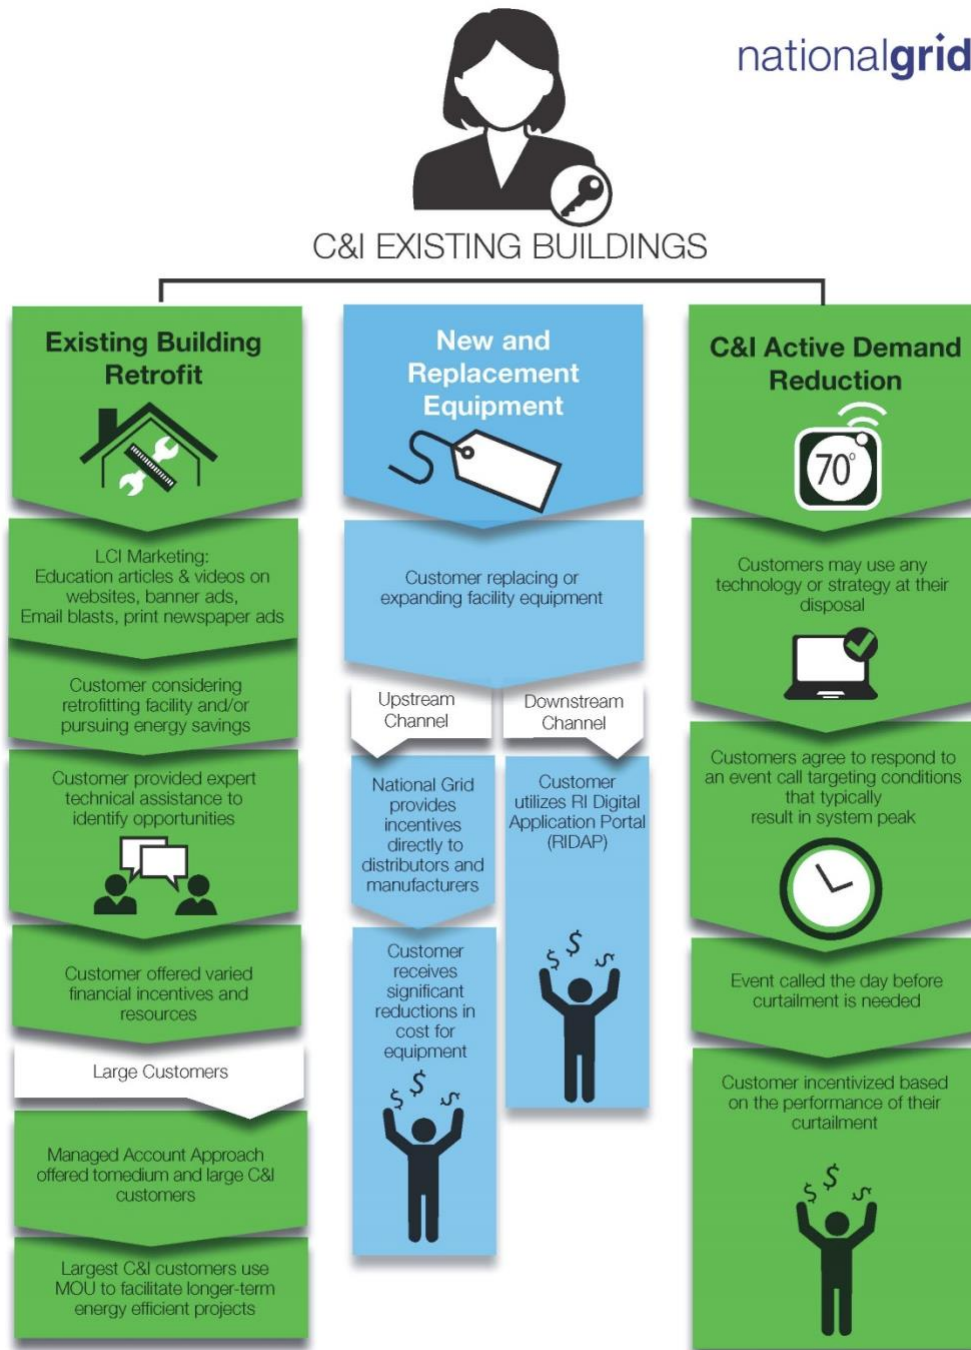 nationalgrid
C&I EXISTING BUILDINGS
Existing Building
Retrofit
LCI Marketing:
Education articles & videos on
websites, banner ads,
Email blasts, print newspaper ads
Customer considering
retrofitting facility and/or
pursuing energy savings
Customer provided expert
technical assistance to
identify opportunities
Customer offered varied
financial incentives and
resources
Large Customers
Managed Account Approach
offered tomedium and large C&I
customers
Largest C&I customers use
MOU to facilitate longer-term
energy efficient projects
New and
Replacement
Equipment
Customer replacing or
expanding facility equipment
Upstream
Channel
National Grid
provides
incentives
directly to
distributors and
manufacturers
Customer
receives
significant
reductions in
cost for
equipment
$ $ $
Downstream
Channel
Customer
utilizes RI Digital
Application Portal
(RIDAP)
$ $ $
C&I Active Demand
Reduction
70°
Customers may use any
technology or strategy at their
disposal
Customers agree to respond to
an event call targeting conditions
that typically
result in system peak
Event called the day before
curtailment is needed
Customer incentivized based
on the performance of their
curtailment
$ $ $